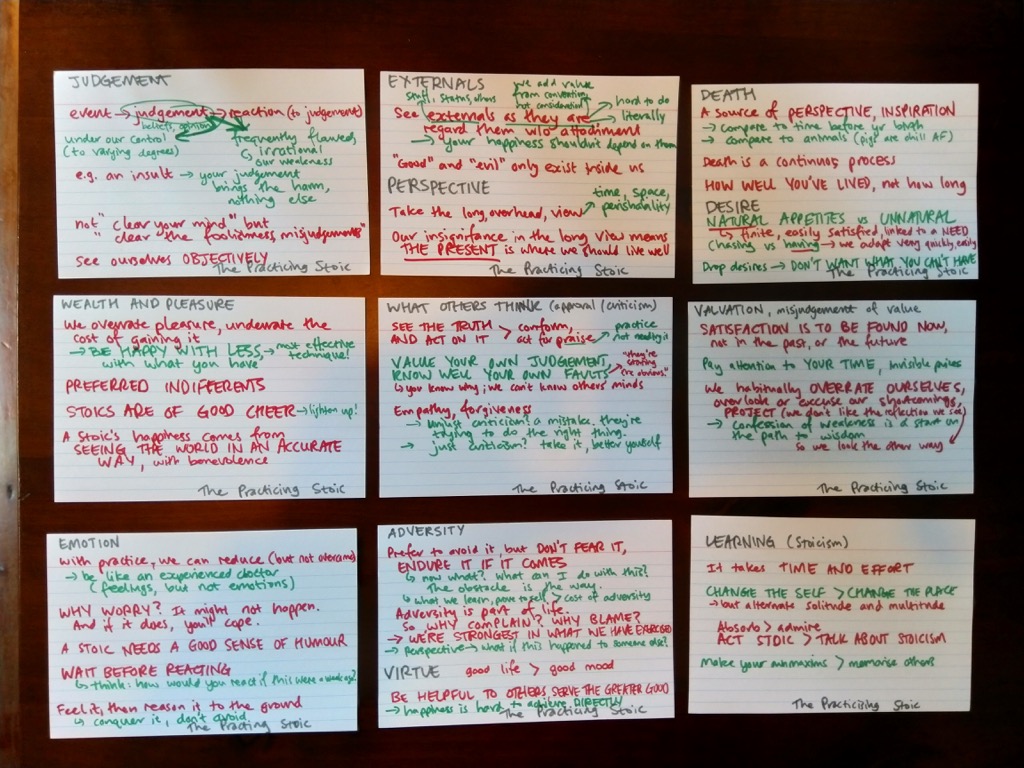 JUDGEMENT
event → judgement → reaction (to judgement)
beliefs, opinions
under our control
(to varying degrees)
frequently flawed,
irrational
our weakness
e.g. an insult → your judgement
brings the harm,
nothing else
not "clear your mind" but
"clear the foolishness, misjudgements"
See ourselves OBJECTIVELY
The Practicing Stoic
EXTERNALS
stuff, status, others
we add value
from convention,
not consideration
See externals as they are
hard to do
literally
regard them w/o attachment
→ your happiness shouldn't depend on them
"Good" and "evil" only exist inside us
PERSPECTIVE
Take the long, overhead, view
time, space,
perishability
Our insignificance in the long view means
THE PRESENT is where we should live well
The Practicing Stoic
DEATH
A source of PERSPECTIVE, INSPIRATION
→ compare to time before yr birth
→ compare to animals (pigs are chill AF)
Death is a continuous process
HOW WELL YOU'VE LIVED, not how long
DESIRE
NATURAL APPETITES vs UNNATURAL
finite, easily satisfied, linked to a NEED
Chasing vs having → we adapt very quickly, easily
Drop desires → DON'T WANT WHAT YOU CAN'T HAVE
The Practicing Stoic
WEALTH AND PLEASURE
We overrate pleasure, underrate the
cost of gaining it
→ BE HAPPY WITH LESS, → most effective
with what you have technique!
PREFERRED INDIFFERENTS
STOICS ARE OF GOOD CHEER → lighten up!
A Stoic's happiness comes from
SEEING THE WORLD IN AN ACCURATE
WAY, with benevolence
The Practicing Stoic
WHAT OTHERS THINK (approval/criticism)
SEE THE TRUTH > conform,
AND ACT ON IT act for praise
practice
not needing it
VALUE YOUR OWN JUDGEMENT,
KNOW WELL YOUR OWN FAULTS
↳ you know why; we can't know others' minds
Empathy, forgiveness
→ Unjust criticism? a mistake. they're
trying to do the right thing.
→ just criticism? take it, better yourself
The Practicing Stoic
VALUATION, misjudgement of value
SATISFACTION IS TO BE FOUND NOW,
not in the past, or the future
Pay attention to YOUR TIME, invisible prices
We habitually OVERRATE OURSELVES,
overlook or excuse our shortcomings,
PROJECT (we don't like the reflection we see)
→ confession of weakness is a start on
the path to wisdom
so we look the other way
The Practicing Stoic
EMOTION
With practice, we can reduce (but not overcome)
→ be like an experienced doctor
(feelings, but not emotions)
WHY WORRY? It might not happen.
And if it does, you'll cope.
A STOIC NEEDS A GOOD SENSE OF HUMOUR
WAIT BEFORE REACTING
↳ think: how would you react if this were a week ago?
Feel it, then reason it to the ground
↳ conquer it, don't avoid
The Practing Stoic
ADVERSITY
Prefer to avoid it, but DON'T FEAR IT,
ENDURE IT IF IT COMES
↳ now what? What can I do with this?
The obstacle is the way.
↳ what we learn, prove to self > cost of adversity
Adversity is part of life.
So WHY COMPLAIN? WHY BLAME?
→ WE'RE STRONGEST IN WHAT WE HAVE EXERCISED
→ Perspective → what if this happened to someone else?
VIRTUE good life > good mood
BE HELPFUL TO OTHERS SERVE THE GREATER GOOD
→ happiness is hard to achieve DIRECTLY
The Practicing Stoic
LEARNING (Stoicism)
It takes TIME AND EFFORT
CHANGE THE SELF > CHANGE THE PLACE
↳ but alternate solitude and multitude
Absorb > admire
ACT STOIC > TALK ABOUT STOICISM
Make your own maxims > memorise others
The Practicising Stoic